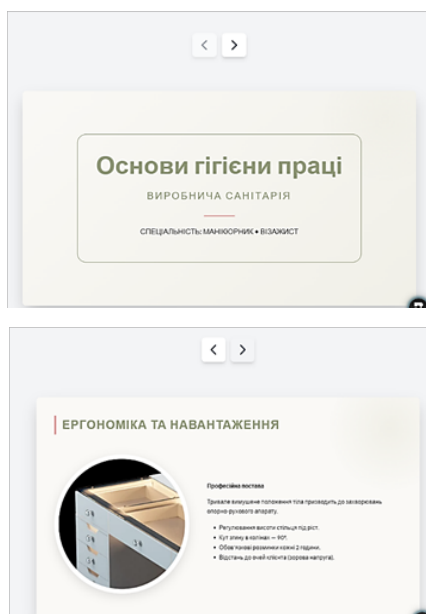 Основи гігієни праці
ВИРОБНИЧА САНІТАРІЯ
СПЕЦІАЛЬНІСТЬ: МАНІКЮРНИК • ВІЗАЖИСТ
ЕРГОНОМІКА ТА НАВАНТАЖЕННЯ
Професійна постава
Тривале вимушене положення тіла призводить до захворювань
опорно-рухового апарату.
• Регулювання висоти стільця під ріст.
• Кут згину в колінах — 90°.
• Обов'язкові розминки кожні 2 години.
• Відстань до очей клієнта (зорова напруга).